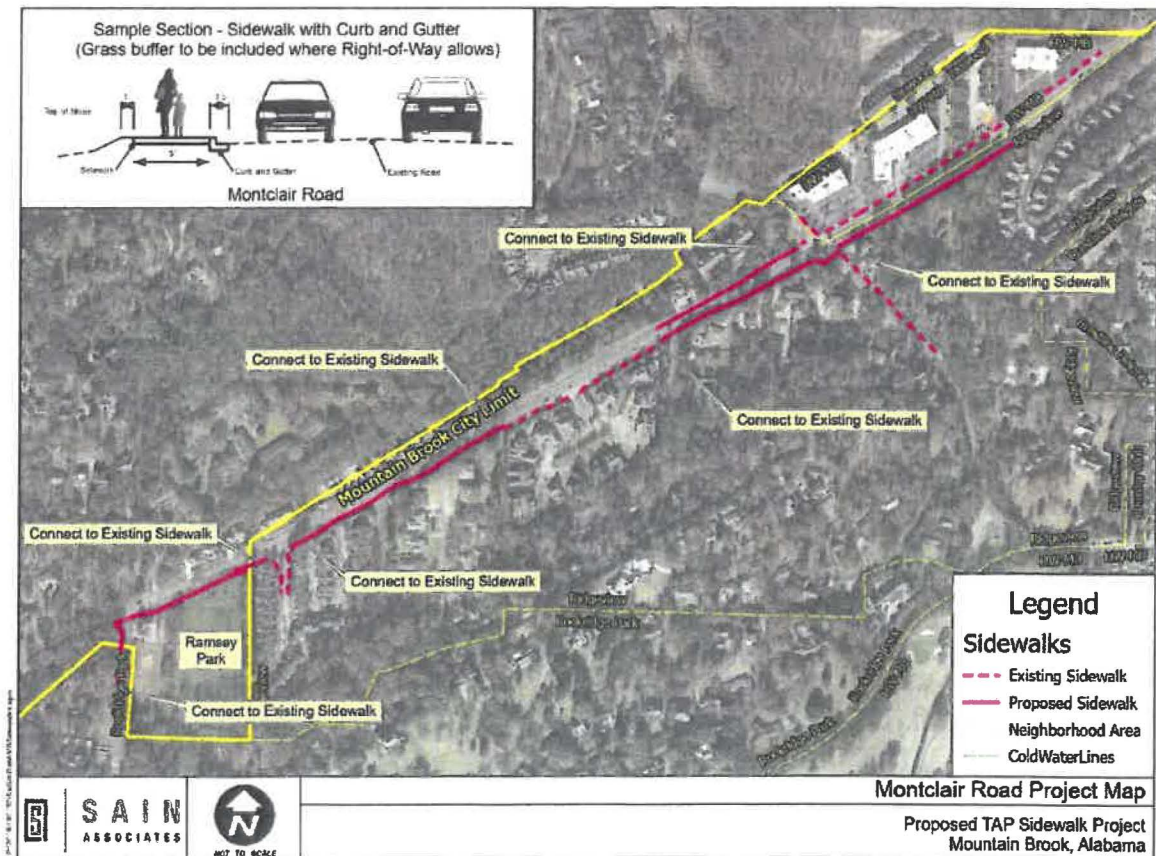 Sample Section - Sidewalk with Curb and Gutter
(Grass buffer to be included where Right-of-Way allows)
Sidewalk
5'
Curb and Gutter
Existing Road
Montclair Road
Connect to Existing Sidewalk
Connect to Existing Sidewalk
Connect to Existing Sidewalk
Mountain Brook City Limit
Connect to Existing Sidewalk
Connect to Existing Sidewalk
Connect to Existing Sidewalk
Ramsay
Park
Connect to Existing Sidewalk
Ridgeview
Legend
Sidewalks
Existing Sidewalk
Proposed Sidewalk
Neighborhood Area
ColdWaterLines
SAIN
ASSOCIATES
N
NOT TO SCALE
Montclair Road Project Map
Proposed TAP Sidewalk Project
Mountain Brook, Alabama